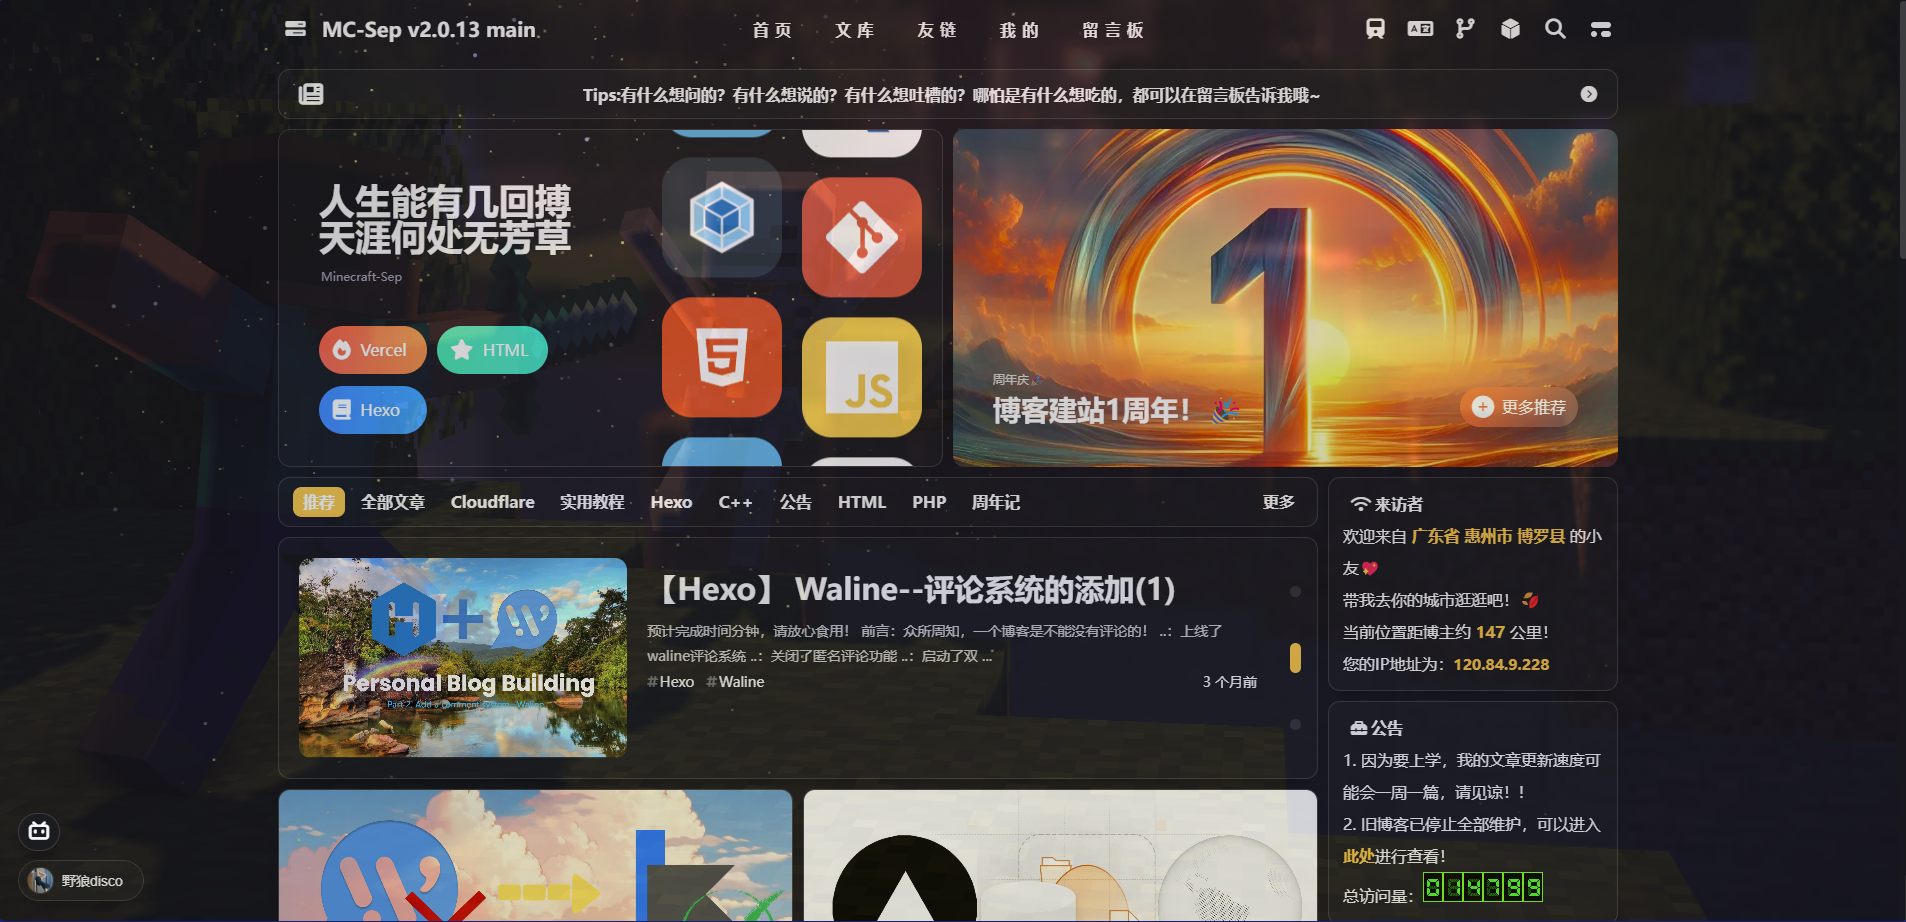 MC-Sep v2.0.13 main
首页 文库 友链 我的 留言板
Tips:有什么想问的？有什么想说的？有什么想吐槽的？哪怕是有什么想吃的，都可以在留言板告诉我哦~
人生能有几回搏
天涯何处无芳草
Minecraft-Sep
Vercel
HTML
Hexo
5
JS
周年庆🎉
博客建站1周年！🎉
更多推荐
推荐 全部文章 Cloudflare 实用教程 Hexo C++ 公告 HTML PHP 周年记 更多
Personal Blog Building
Part 2. Add a comment system--Waline
【Hexo】 Waline--评论系统的添加(1)
预计完成时间分钟，请放心食用！ 前言：众所周知，一个博客是不能没有评论的！ ..：上线了
waline评论系统 ..：关闭了匿名评论功能 ..：启动了双 ...
#Hexo #Waline
3 个月前
来访者
欢迎来自 广东省 惠州市 博罗县 的小
友💖
带我去你的城市逛逛吧！🍂
当前位置距博主约 147 公里！
您的IP地址为：120.84.9.228
公告
1. 因为要上学，我的文章更新速度可
能会一周一篇，请见谅！！
2. 旧博客已停止全部维护，可以进入
此处进行查看！
总访问量：014799
野狼disco